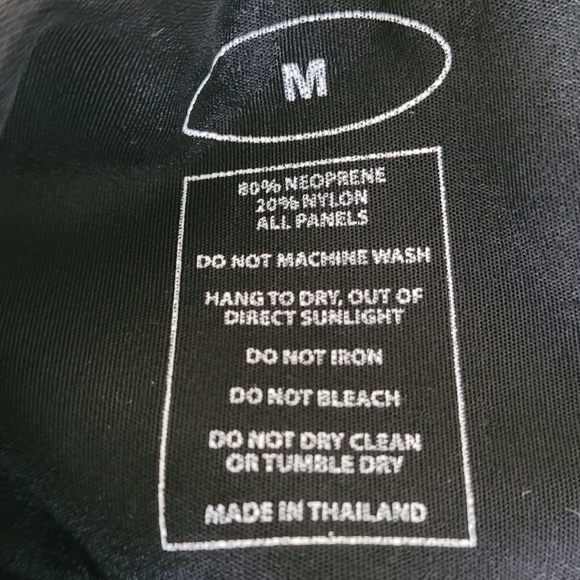 M
80% NEOPRENE
20% NYLON
ALL PANELS
DO NOT MACHINE WASH
HANG TO DRY, OUT OF
DIRECT SUNLIGHT
DO NOT IRON
DO NOT BLEACH
DO NOT DRY CLEAN
OR TUMBLE DRY
MADE IN THAILAND